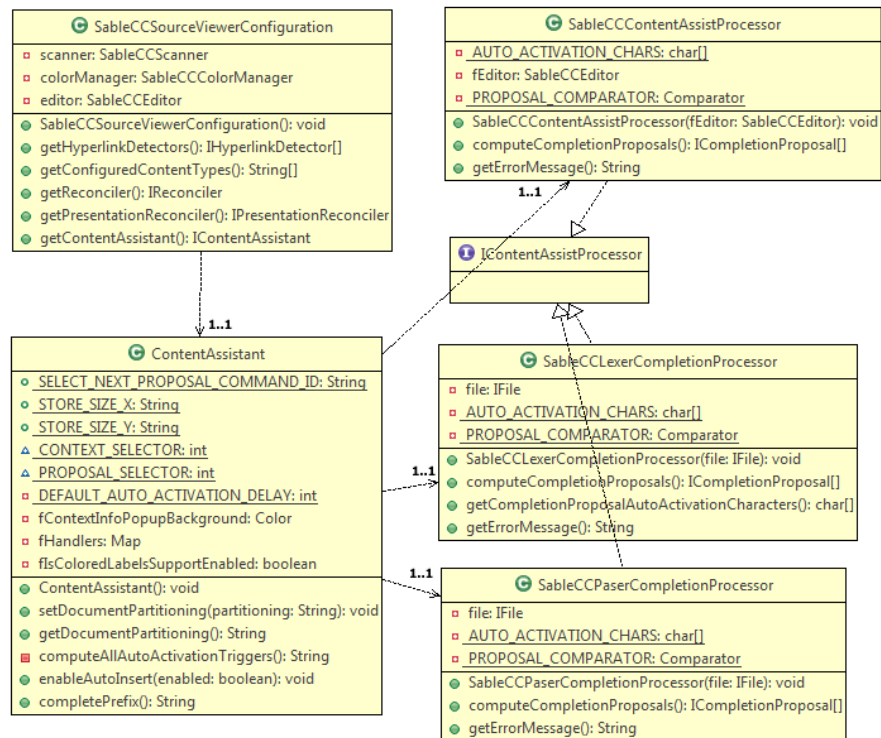 SableCCSourceViewerConfiguration
scanner: SableCCScanner
colorManager: SableCCColorManager
editor: SableCCEditor
SableCCSourceViewerConfiguration(): void
getHyperlinkDetectors(): IHyperlinkDetector[]
getConfiguredContentTypes(): String[]
getReconciler(): IReconciler
getPresentationReconciler(): IPresentationReconciler
getContentAssistant(): IContentAssistant
C SableCCContentAssistProcessor
AUTO_ACTIVATION_CHARS: char[]
fEditor: SableCCEditor
PROPOSAL_COMPARATOR: Comparator
SableCCContentAssistProcessor(fEditor: SableCCEditor): void
computeCompletionProposals(): ICompletionProposal[]
getErrorMessage(): String
1..1
I IContentAssistProcessor
1..1
C ContentAssistant
SELECT_NEXT_PROPOSAL_COMMAND_ID: String
STORE_SIZE_X: String
STORE_SIZE_Y: String
CONTEXT_SELECTOR: int
PROPOSAL_SELECTOR: int
DEFAULT_AUTO_ACTIVATION_DELAY: int
fContextInfoPopupBackground: Color
fHandlers: Map
fIsColoredLabelsSupportEnabled: boolean
ContentAssistant(): void
setDocumentPartitioning(partitioning: String): void
getDocumentPartitioning(): String
computeAllAutoActivationTriggers(): String
enableAutoInsert(enabled: boolean): void
completePrefix(): String
C SableCCLexerCompletionProcessor
file: IFile
AUTO_ACTIVATION_CHARS: char[]
PROPOSAL_COMPARATOR: Comparator
SableCCLexerCompletionProcessor(file: IFile): void
computeCompletionProposals(): ICompletionProposal[]
getCompletionProposalAutoActivationCharacters(): char[]
getErrorMessage(): String
1..1
1..1
C SableCCPaserCompletionProcessor
file: IFile
AUTO_ACTIVATION_CHARS: char[]
PROPOSAL_COMPARATOR: Comparator
SableCCPaserCompletionProcessor(file: IFile): void
computeCompletionProposals(): ICompletionProposal[]
getErrorMessage(): String